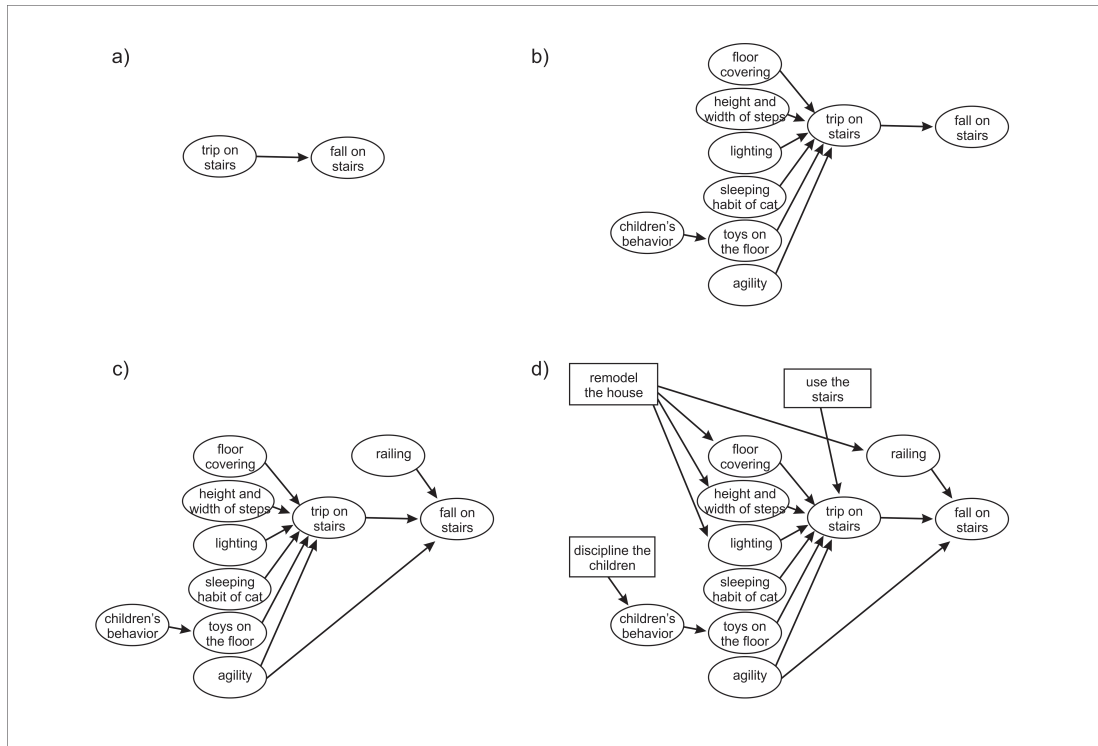 a)
trip on
stairs
fall on
stairs
b)
floor
covering
height and
width of steps
lighting
sleeping
habit of cat
children's
behavior
toys on
the floor
agility
trip on
stairs
fall on
stairs
c)
floor
covering
height and
width of steps
lighting
sleeping
habit of cat
children's
behavior
toys on
the floor
agility
trip on
stairs
railing
fall on
stairs
d)
remodel
the house
use the
stairs
floor
covering
height and
width of steps
lighting
discipline the
children
sleeping
habit of cat
children's
behavior
toys on
the floor
agility
trip on
stairs
railing
fall on
stairs